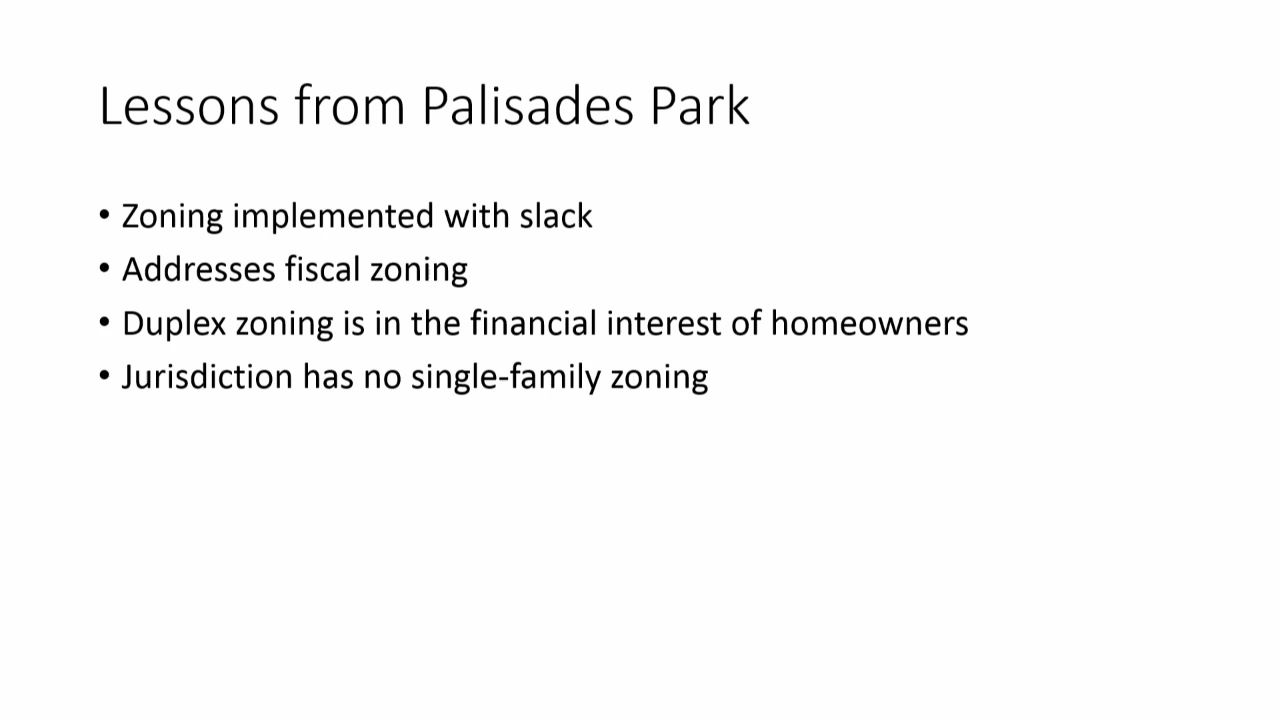 Lessons from Palisades Park
• Zoning implemented with slack
• Addresses fiscal zoning
• Duplex zoning is in the financial interest of homeowners
• Jurisdiction has no single-family zoning